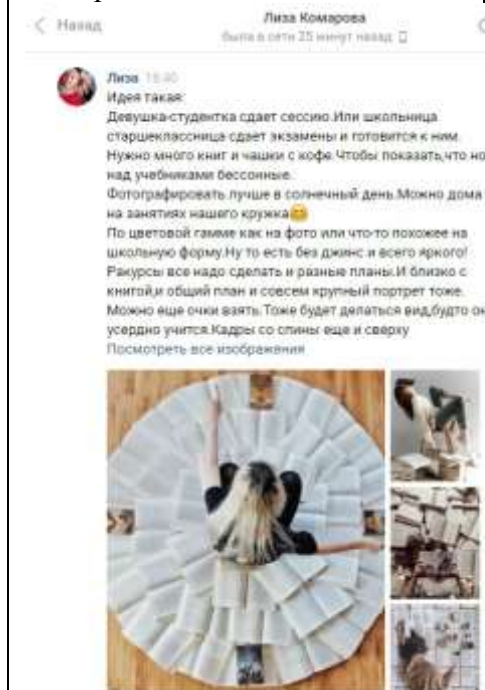 Назад
Лиза Комарова
была в сети 25 минут назад
Лиза 16:40
Идея такая:
Девушка-студентка сдает сессию.Или школьница
старшеклассница сдает экзамены и готовится к ним.
Нужно много книг и чашки с кофе.Чтобы показать,что но
над учебниками бессонные.
Фотографировать лучше в солнечный день.Можно дома
на занятиях нашего кружка
По цветовой гамме как на фото или что-то похожее на
школьную форму.Ну то есть без джинс и всего яркого!
Ракурсы все надо сделать и разные планы.И близко с
книгой,и общий план и совсем крупный портрет тоже.
Можно еще очки взять.Тоже будет делаться вид,будто он
усердно учится.Кадры со спины еще и сверху
Посмотреть все изображения